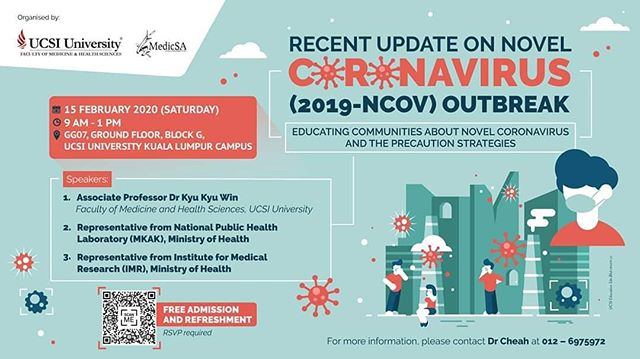 Organised by:
UCSI University
FACULTY OF MEDICINE & HEALTH SCIENCES
MedicSA
RECENT UPDATE ON NOVEL
CORONAVIRUS
(2019-NCOV) OUTBREAK
EDUCATING COMMUNITIES ABOUT NOVEL CORONAVIRUS
AND THE PRECAUTION STRATEGIES
15 FEBRUARY 2020 (SATURDAY)
9 AM - 1 PM
GG07, GROUND FLOOR, BLOCK G,
UCSI UNIVERSITY KUALA LUMPUR CAMPUS
Speakers:
1. Associate Professor Dr Kyu Kyu Win
Faculty of Medicine and Health Sciences, UCSI University
2. Representative from National Public Health
Laboratory (MKAK), Ministry of Health
3. Representative from Institute for Medical
Research (IMR), Ministry of Health
SCAN
ME
FREE ADMISSION
AND REFRESHMENT
RSVP required
For more information, please contact Dr Cheah at 012 – 6975972